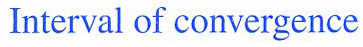 Interval of convergence